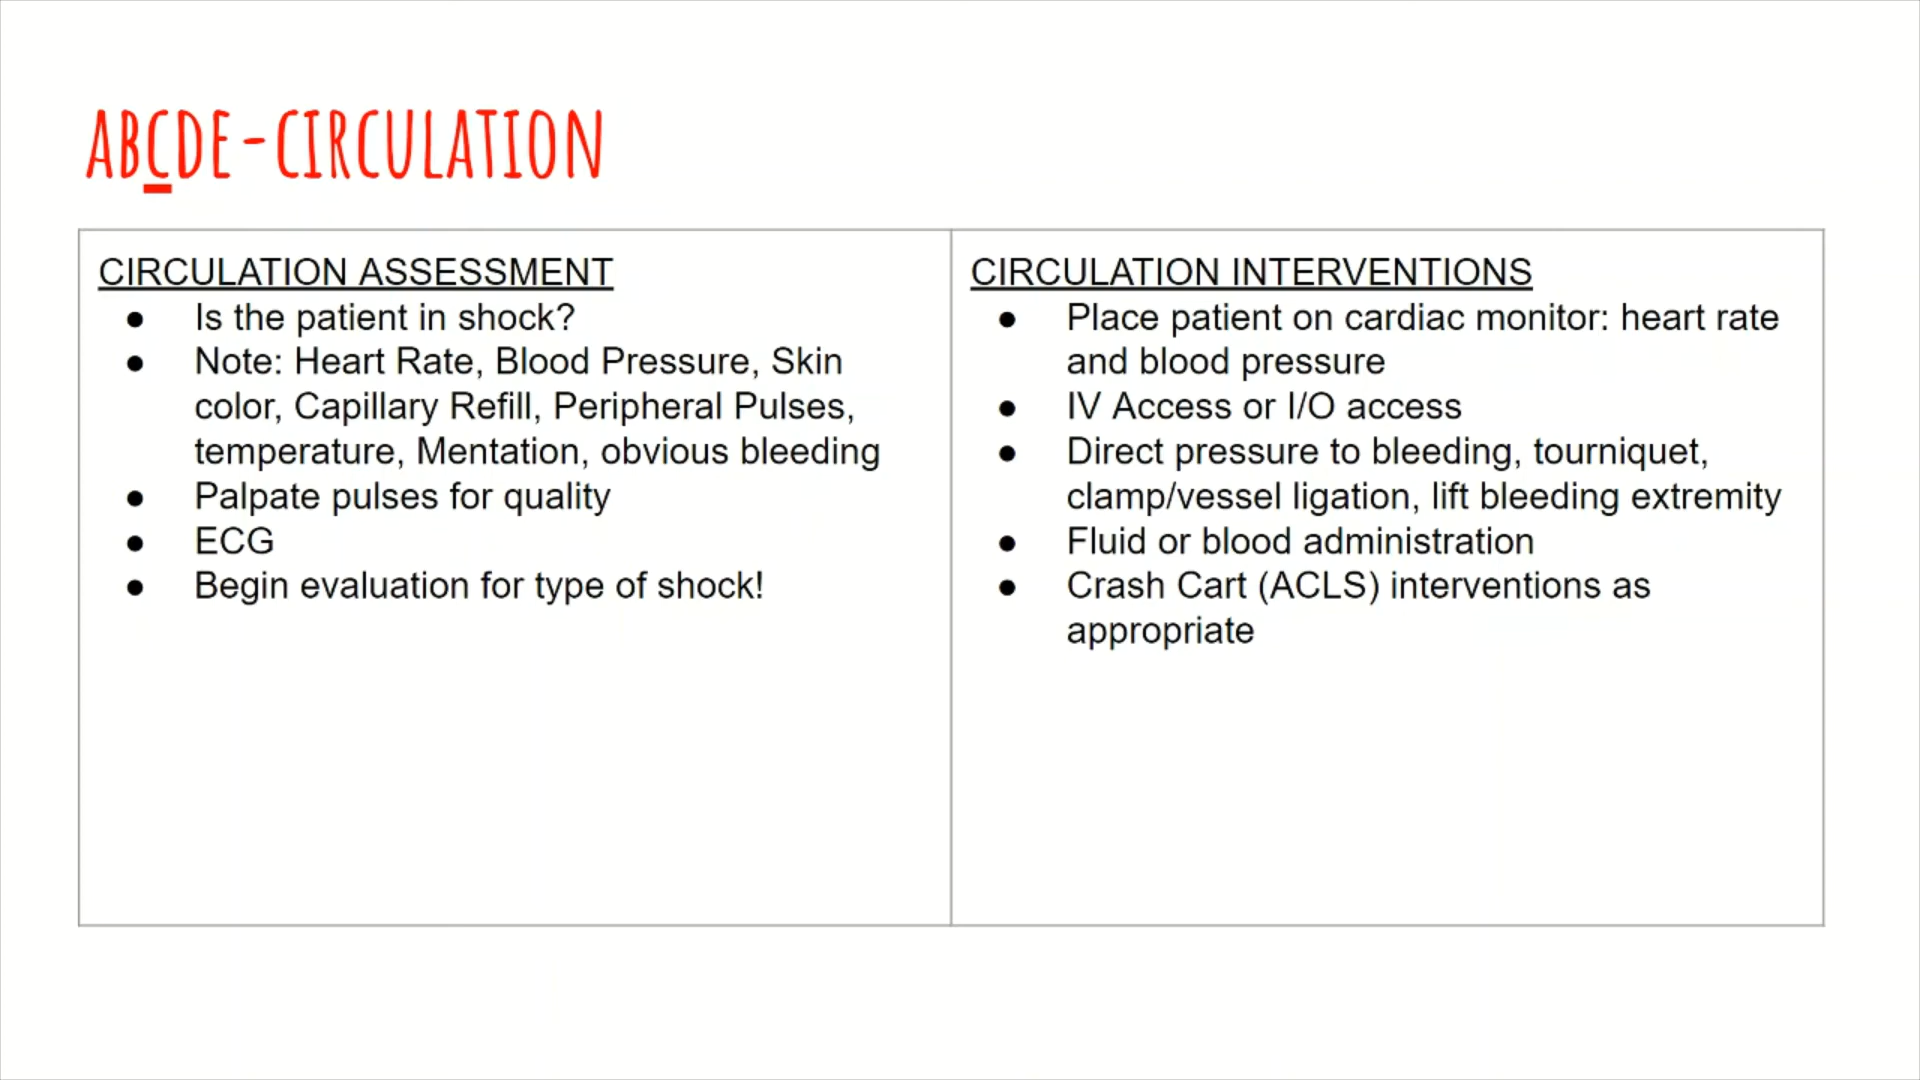 ABCDE-CIRCULATION
CIRCULATION ASSESSMENT
● Is the patient in shock?
● Note: Heart Rate, Blood Pressure, Skin
color, Capillary Refill, Peripheral Pulses,
temperature, Mentation, obvious bleeding
● Palpate pulses for quality
● ECG
● Begin evaluation for type of shock!
CIRCULATION INTERVENTIONS
● Place patient on cardiac monitor: heart rate
and blood pressure
● IV Access or I/O access
● Direct pressure to bleeding, tourniquet,
clamp/vessel ligation, lift bleeding extremity
● Fluid or blood administration
● Crash Cart (ACLS) interventions as
appropriate